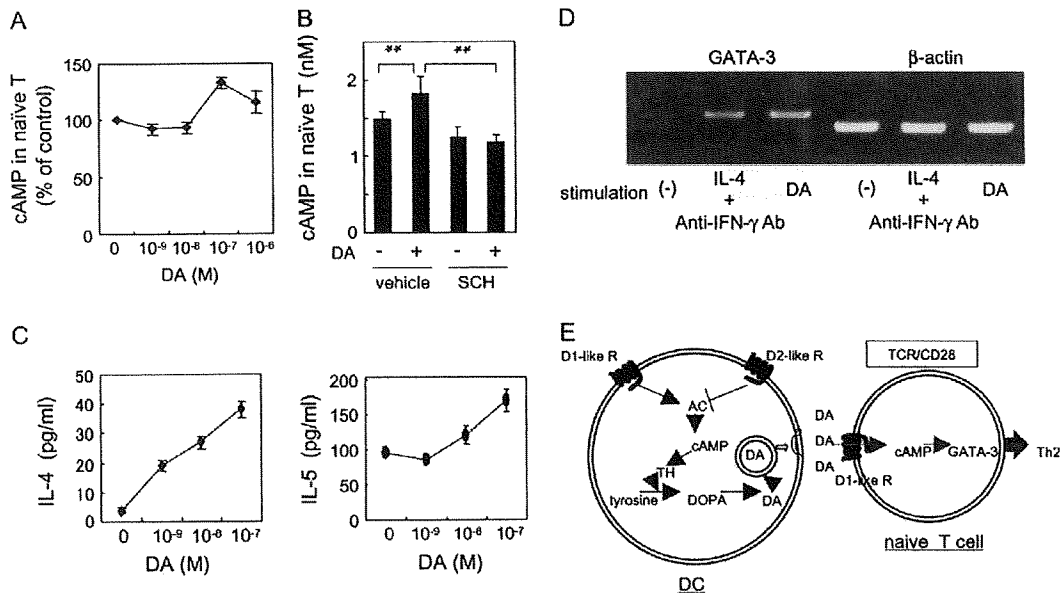 A
cAMP in naïve T
(% of control)
150
100
50
0
0 10-9 10-8 10-7 10-6
DA (M)
B
cAMP in naïve T (nM)
2
1
0
** **
DA - + - +
vehicle SCH
C
IL-4 (pg/ml)
50
40
30
20
10
0
0 10-9 10-8 10-7
DA (M)
IL-5 (pg/ml)
200
150
100
50
0
0 10-9 10-8 10-7
DA (M)
D
GATA-3 β-actin
stimulation (-) IL-4 DA (-) IL-4 DA
+ +
Anti-IFN-γ Ab Anti-IFN-γ Ab
E
D1-like R D2-like R
AC
cAMP
DA
TH
tyrosine DOPA DA
DC
TCR/CD28
DA
DA
DA
D1-like R
cAMP GATA-3
Th2
naive T cell